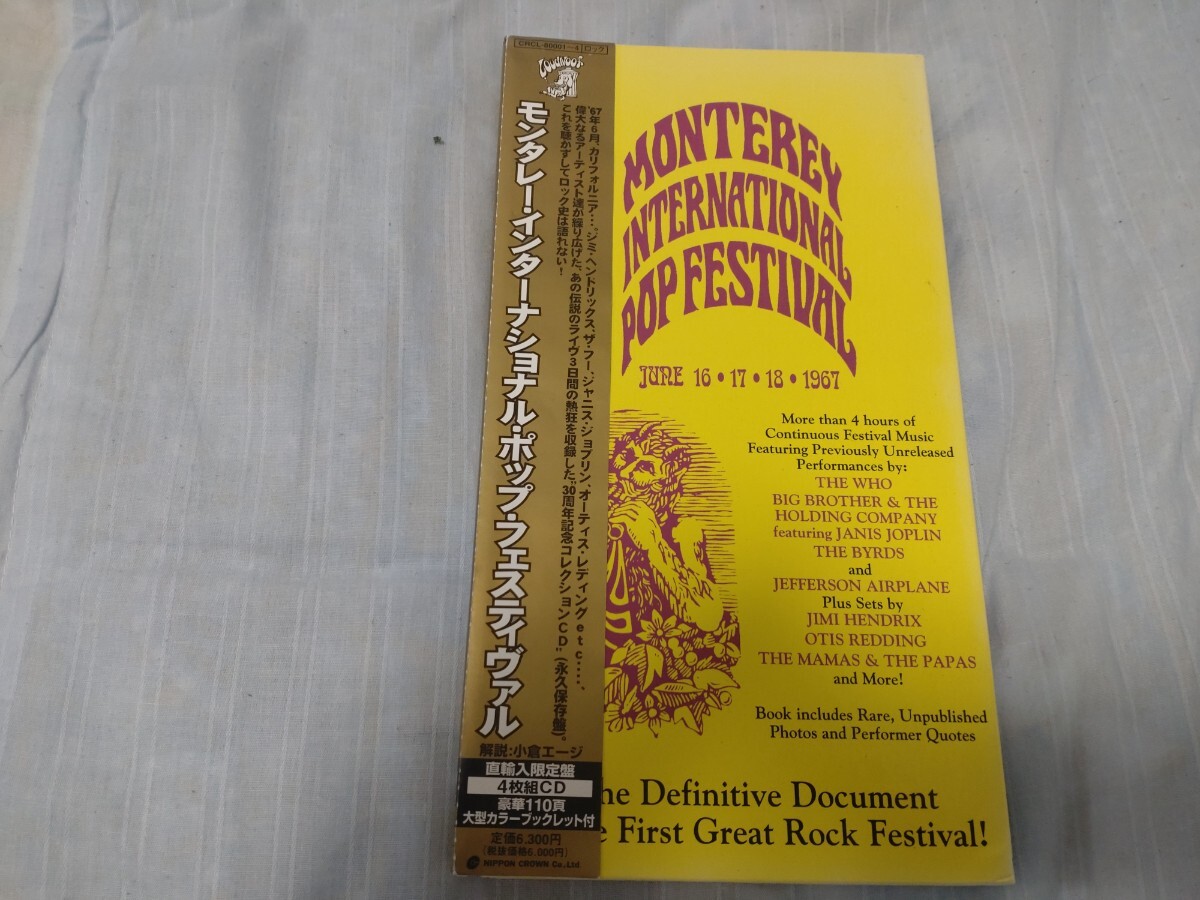 CRCL-80001~4 ロック
'67年6月、カリフォルニア…。ジミ・ヘンドリックス、ザ・フー、ジャニス・ジョプリン、オーティス・レディングetc.…、
偉大なるアーティスト達が繰り広げた、あの伝説のライヴ3日間の熱狂を収録した、"30周年記念コレクションCD"(永久保存盤)。
これを聴かずしてロック史は語れない!
モンタレー・インターナショナル・ポップ・フェスティヴァル
解説:小倉エージ
直輸入限定盤
4枚組CD
豪華110頁
大型カラーブックレット付
定価6,300円
(税抜価格6,000円)
NIPPON CROWN Co., Ltd
MONTEREY
INTERNATIONAL
POP FESTIVAL
JUNE 16 • 17 • 18 • 1967
More than 4 hours of
Continuous Festival Music
Featuring Previously Unreleased
Performances by:
THE WHO
BIG BROTHER & THE
HOLDING COMPANY
featuring JANIS JOPLIN
THE BYRDS
and
JEFFERSON AIRPLANE
Plus Sets by
JIMI HENDRIX
OTIS REDDING
THE MAMAS & THE PAPAS
and More!
Book includes Rare, Unpublished
Photos and Performer Quotes
he Definitive Document
e First Great Rock Festival!